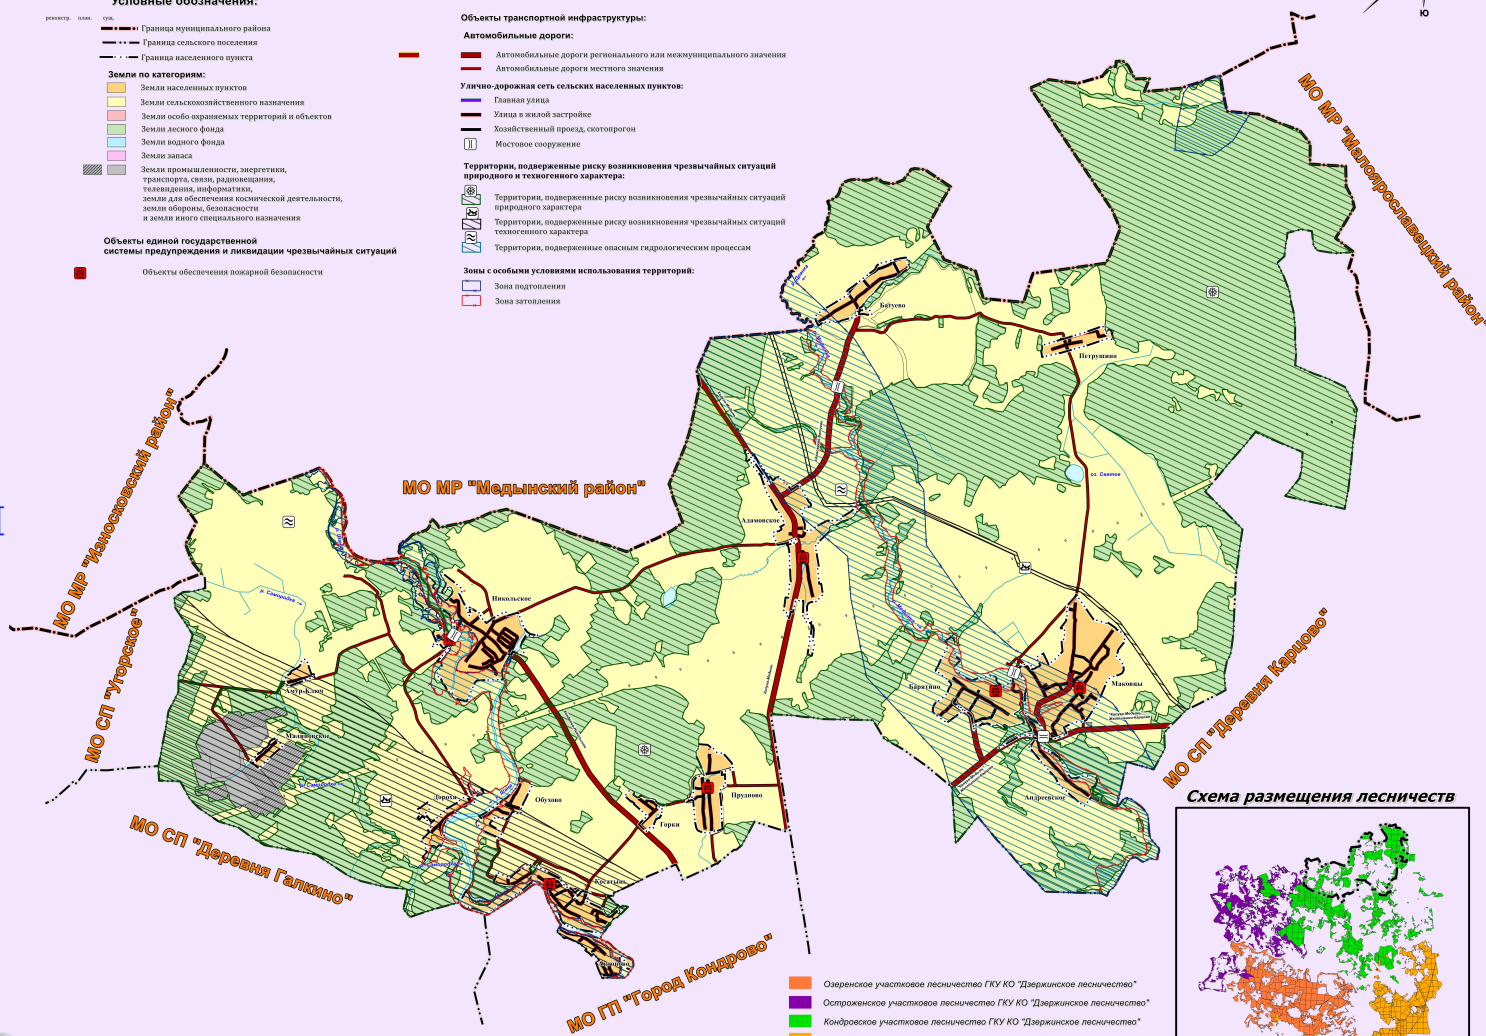 Условные обозначения:
реконстр. план. сущ.
Граница муниципального района
Граница сельского поселения
Граница населенного пункта
Земли по категориям:
Земли населенных пунктов
Земли сельскохозяйственного назначения
Земли особо охраняемых территорий и объектов
Земли лесного фонда
Земли водного фонда
Земли запаса
Земли промышленности, энергетики,
транспорта, связи, радиовещания,
телевидения, информатики,
земли для обеспечения космической деятельности,
земли обороны, безопасности
и земли иного специального назначения
Объекты единой государственной
системы предупреждения и ликвидации чрезвычайных ситуаций
Объекты обеспечения пожарной безопасности
Объекты транспортной инфраструктуры:
Автомобильные дороги:
Автомобильные дороги регионального или межмуниципального значения
Автомобильные дороги местного значения
Улично-дорожная сеть сельских населенных пунктов:
Главная улица
Улица в жилой застройке
Хозяйственный проезд, скотопрогон
Мостовое сооружение
Территории, подверженные риску возникновения чрезвычайных ситуаций
природного и техногенного характера:
Территории, подверженные риску возникновения чрезвычайных ситуаций
природного характера
Территории, подверженные риску возникновения чрезвычайных ситуаций
техногенного характера
Территории, подверженные опасным гидрологическим процессам
Зоны с особыми условиями использования территорий:
Зона подтопления
Зона затопления
Ю
МО МР "Малоярославецкий район"
Батуево
Петрушино
оз. Святое
МО МР "Износковский район"
МО МР "Медынский район"
Адамовское
р. Самородка
Никольское
МО СП "Угорское"
Барятино
Маковцы
МО СП "Деревня Карцово"
Андреевское
р. Самородка
Дороха
Обухово
Горки
Прудново
МО СП "Деревня Галкино"
МО ГП "Город Кондрово"
Схема размещения лесничеств
Озеренское участковое лесничество ГКУ КО "Дзержинское лесничество"
Остроженское участковое лесничество ГКУ КО "Дзержинское лесничество"
Кондровское участковое лесничество ГКУ КО "Дзержинское лесничество"